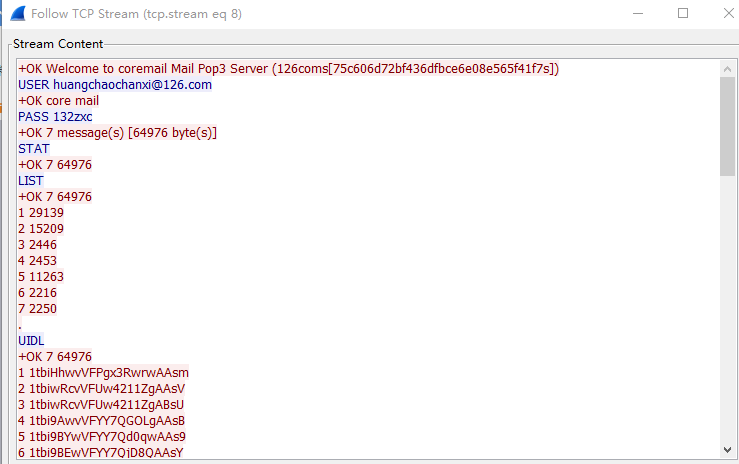 Follow TCP Stream (tcp.stream eq 8)
Stream Content
+OK Welcome to coremail Mail Pop3 Server (126coms[75c606d72bf436dfbce6e08e565f41f7s])
USER huangchaochanxi@126.com
+OK core mail
PASS 132zxc
+OK 7 message(s) [64976 byte(s)]
STAT
+OK 7 64976
LIST
+OK 7 64976
1 29139
2 15209
3 2446
4 2453
5 11263
6 2216
7 2250
.
UIDL
+OK 7 64976
1 1tbiHhwvVFPgx3RwrwAAsm
2 1tbiwRcvVFUw4211ZgAAsV
3 1tbiwRcvVFUw4211ZgABsU
4 1tbi9AwvVFYY7QGOLgAAsB
5 1tbi9BYwVFYY7Qd0qwAAs9
6 1tbi9BEwVFYY7QjD8QAAsY